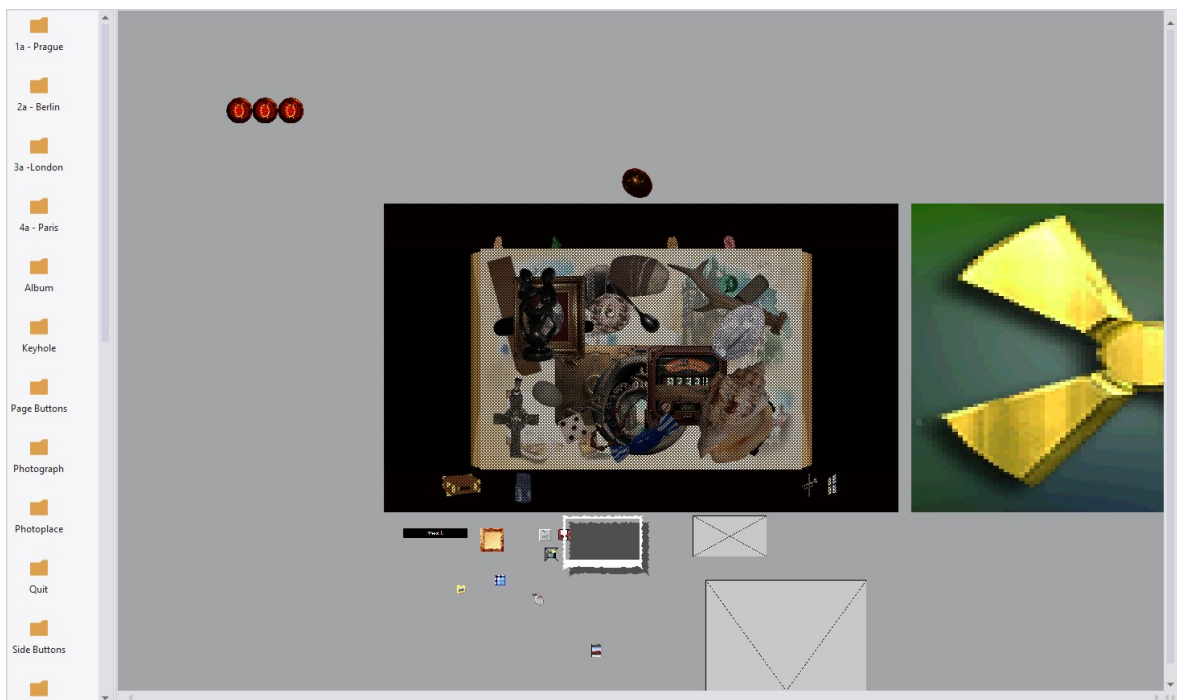 1a - Prague
2a - Berlin
3a -London
4a - Paris
Album
Keyhole
Page Buttons
Photograph
Photoplace
Quit
Side Buttons